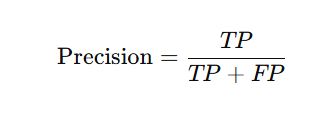 Precision = TP / TP + FP